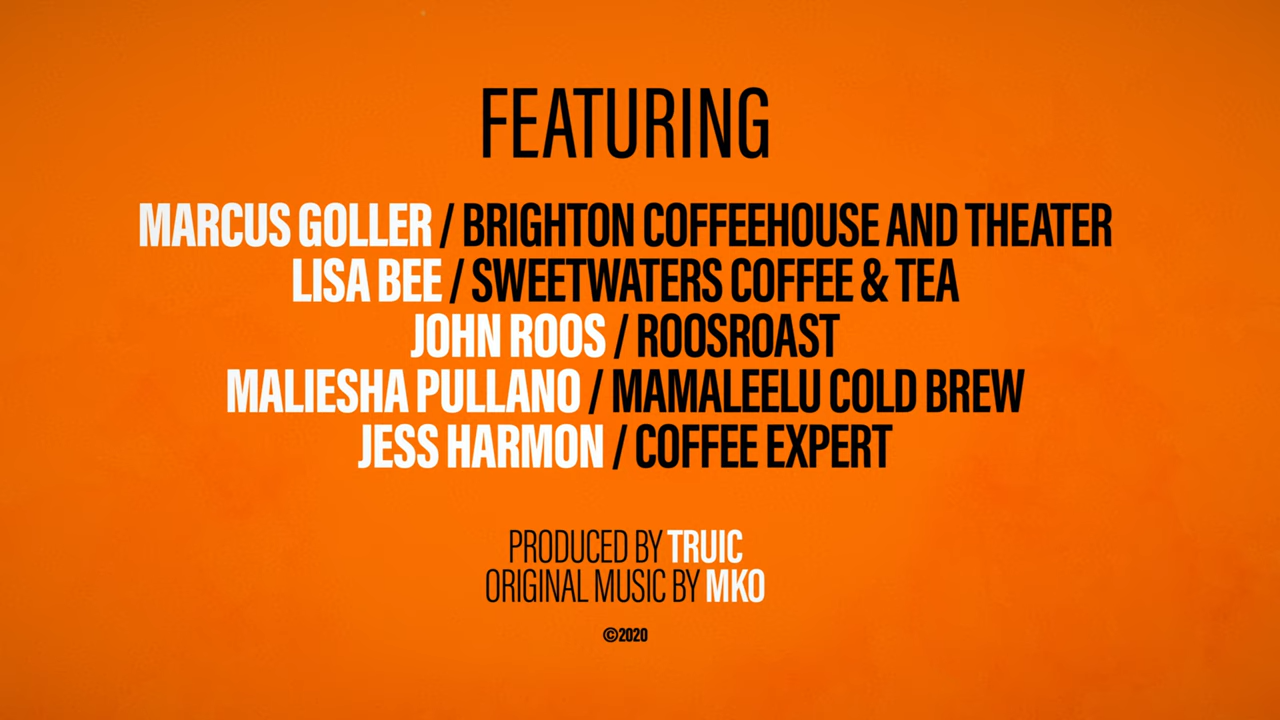 FEATURING
MARCUS GOLLER / BRIGHTON COFFEEHOUSE AND THEATER
LISA BEE / SWEETWATERS COFFEE & TEA
JOHN ROOS / ROOSROAST
MALIESHA PULLANO / MAMALEELU COLD BREW
JESS HARMON / COFFEE EXPERT
PRODUCED BY TRUIC
ORIGINAL MUSIC BY MKO
©2020